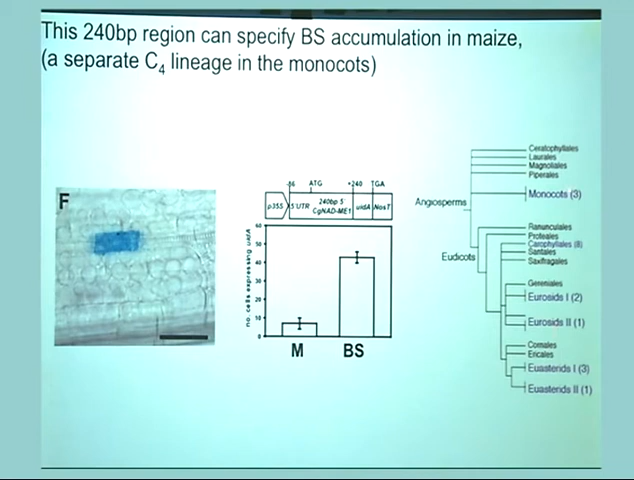 This 240bp region can specify BS accumulation in maize,
(a separate C4 lineage in the monocots)
F
ATG
+240
TGA
p35S
5'UTR
240bp 5'
CgNAD-ME1
uidA
NosT
no. cells expressing uidA
60
50
40
30
20
10
0
M
BS
Angiosperms
Eudicots
Ceratophyllales
Laurales
Magnoliales
Piperales
Monocots (3)
Ranunculales
Proteales
Caryophyllales (8)
Santales
Saxifragales
Geraniales
Eurosids I (2)
Eurosids II (1)
Cornales
Ericales
Euasterids I (3)
Euasterids II (1)